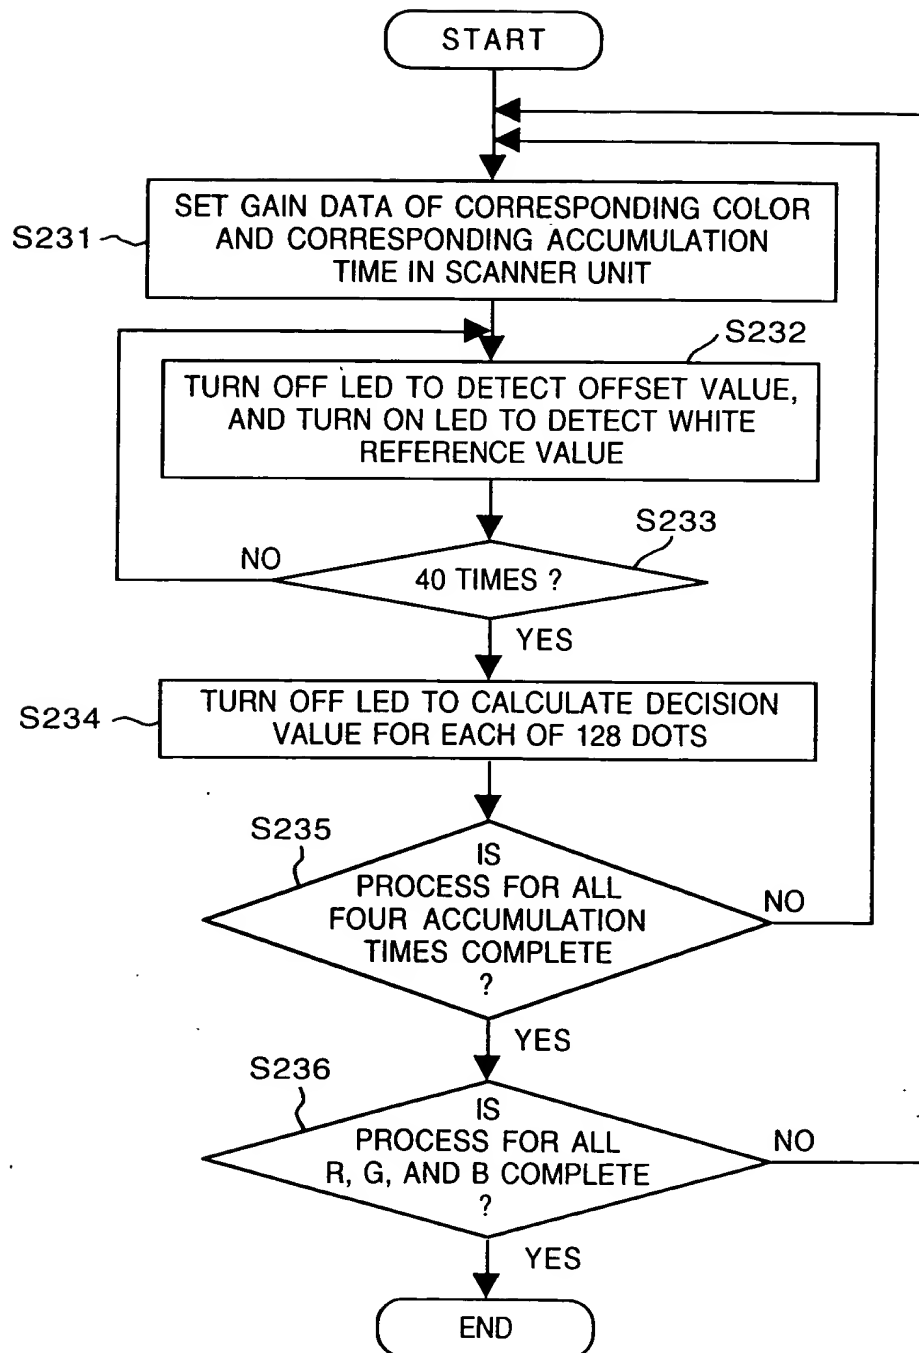 START
SET GAIN DATA OF CORRESPONDING COLOR
AND CORRESPONDING ACCUMULATION
TIME IN SCANNER UNIT
S231
S232
TURN OFF LED TO DETECT OFFSET VALUE,
AND TURN ON LED TO DETECT WHITE
REFERENCE VALUE
S233
NO
40 TIMES ?
YES
S234
TURN OFF LED TO CALCULATE DECISION
VALUE FOR EACH OF 128 DOTS
S235
IS
PROCESS FOR ALL
FOUR ACCUMULATION
TIMES COMPLETE
?
NO
YES
S236
IS
PROCESS FOR ALL
R, G, AND B COMPLETE
?
NO
YES
END